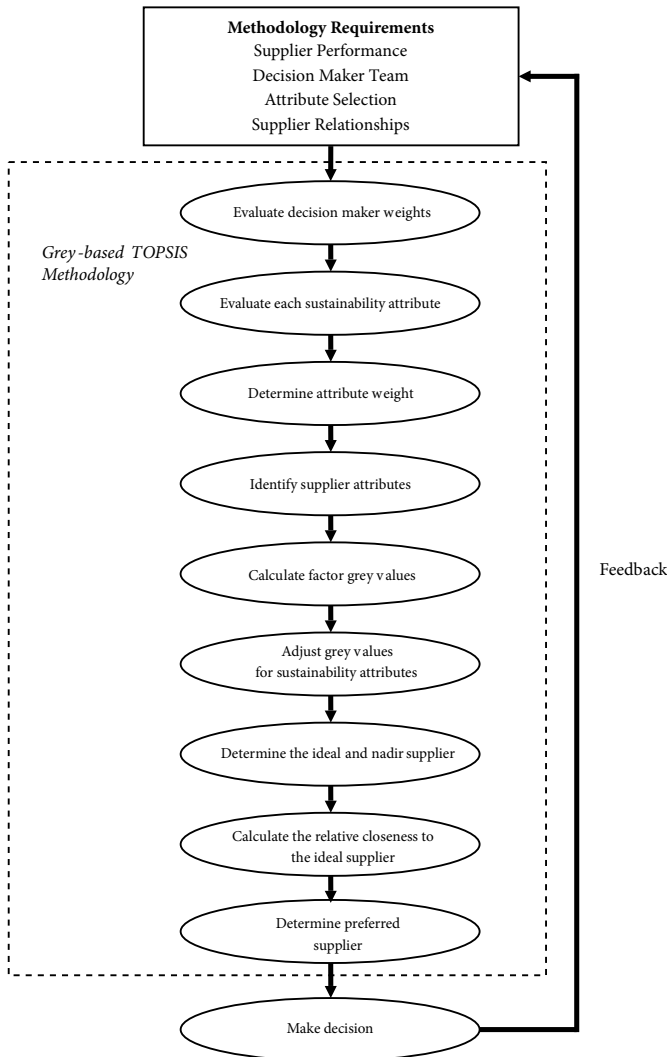 Methodology Requirements
Supplier Performance
Decision Maker Team
Attribute Selection
Supplier Relationships
Grey-based TOPSIS
Methodology
Evaluate decision maker weights
Evaluate each sustainability attribute
Determine attribute weight
Identify supplier attributes
Calculate factor grey values
Adjust grey values
for sustainability attributes
Determine the ideal and nadir supplier
Calculate the relative closeness to
the ideal supplier
Determine preferred
supplier
Make decision
Feedback